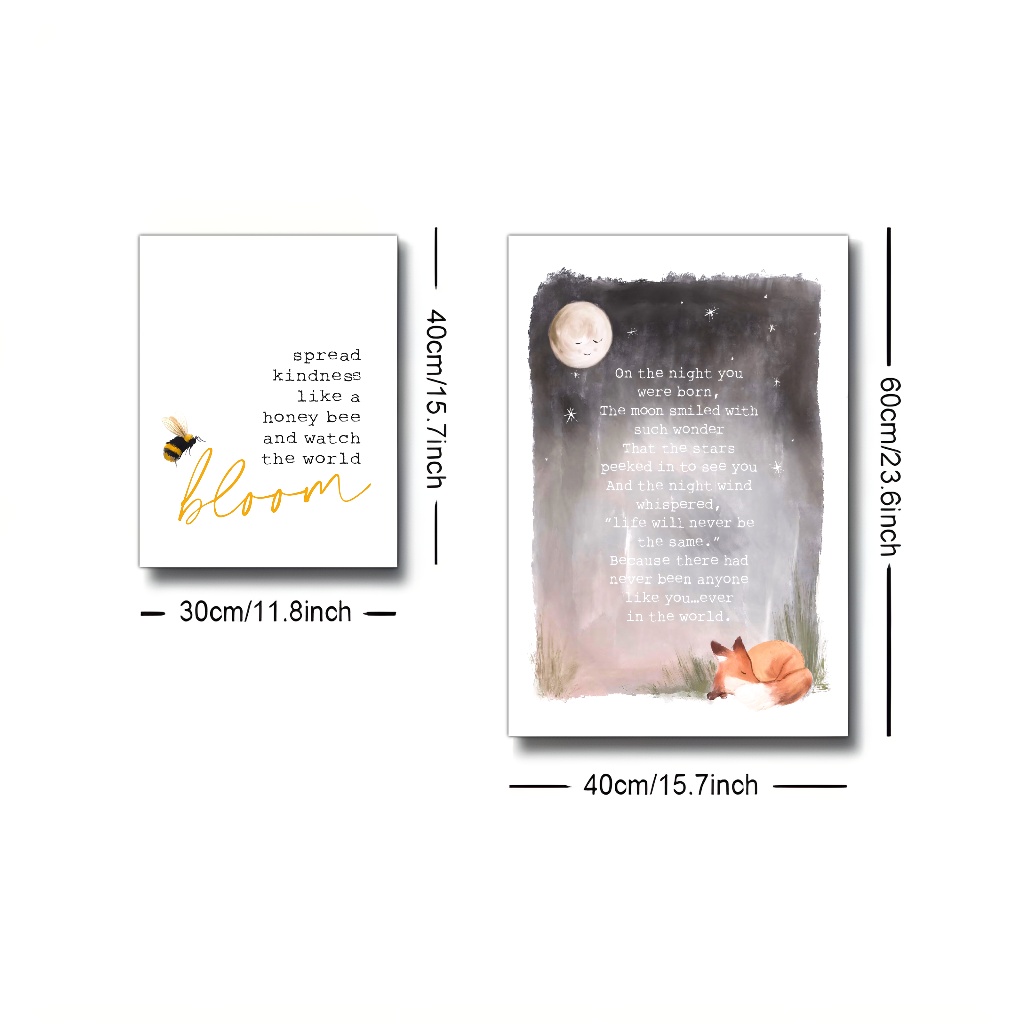 spread
kindness
like a
honey bee
and watch
the world
bloom
40cm/15.7inch
30cm/11.8inch
On the night you
were born,
The moon smiled with
such wonder
That the stars
peeked in to see you
And the night wind
whispered,
"life will never be
the same."
Because there had
never been anyone
like you...ever
in the world.
60cm/23.6inch
40cm/15.7inch